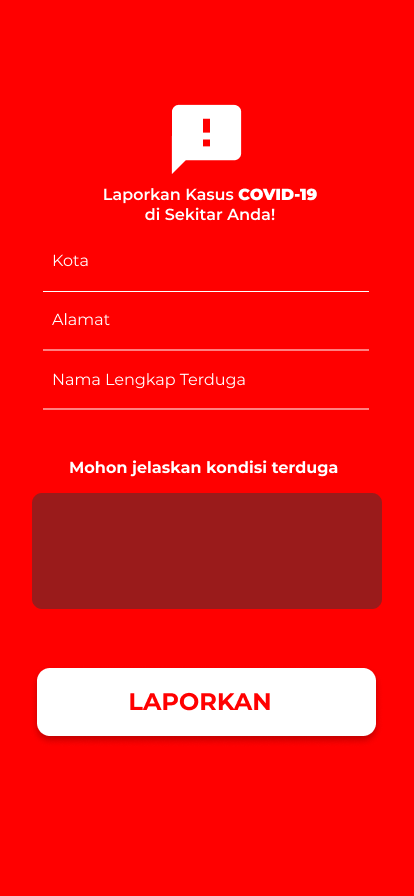 Laporkan Kasus COVID-19
di Sekitar Anda!
Kota
Alamat
Nama Lengkap Terduga
Mohon jelaskan kondisi terduga
LAPORKAN